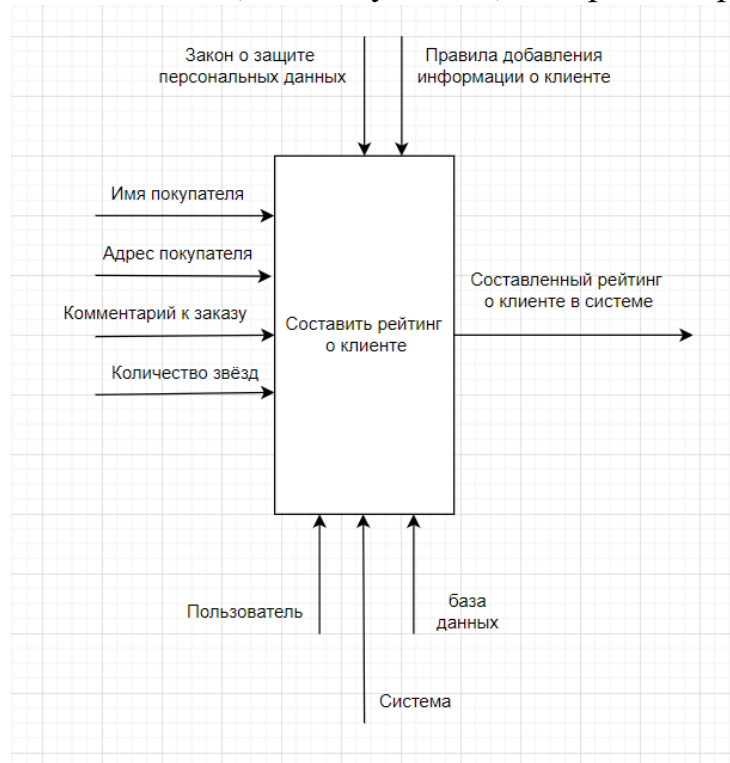 Закон о защите
персональных данных
Правила добавления
информации о клиенте
Имя покупателя
Адрес покупателя
Комментарий к заказу
Количество звёзд
Составить рейтинг
о клиенте
Составленный рейтинг
о клиенте в системе
Пользователь
база
данных
Система